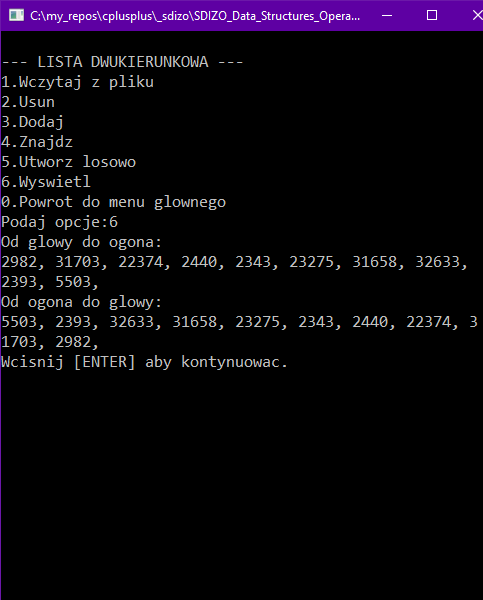 C:\my_repos\cplusplus\_sdizo\SDIZO_Data_Structures_Opera...
--- LISTA DWUKIERUNKOWA ---
1.Wczytaj z pliku
2.Usun
3.Dodaj
4.Znajdz
5.Utworz losowo
6.Wyswietl
0.Powrot do menu glownego
Podaj opcje:6
Od glowy do ogona:
2982, 31703, 22374, 2440, 2343, 23275, 31658, 32633,
2393, 5503,
Od ogona do glowy:
5503, 2393, 32633, 31658, 23275, 2343, 2440, 22374, 3
1703, 2982,
Wcisnij [ENTER] aby kontynuowac.